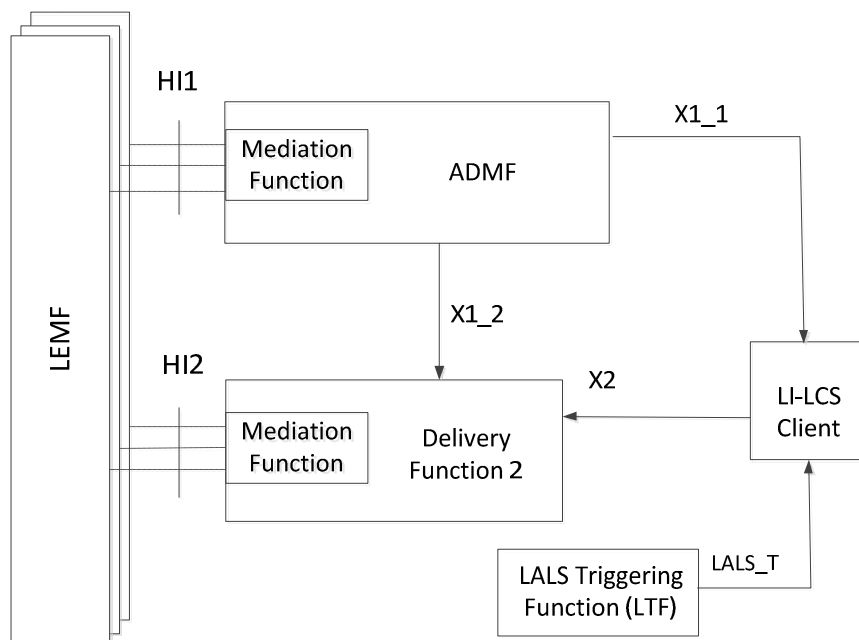 HI1
X1_1
Mediation
Function
ADMF
LEMF
X1_2
HI2
X2
LI-LCS
Client
Mediation
Function
Delivery
Function 2
LALS Triggering
Function (LTF)
LALS_T